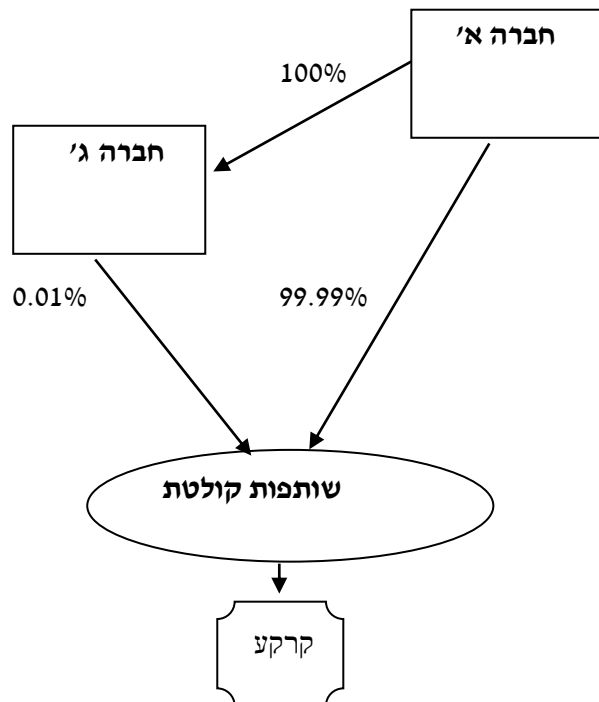 חברה א'
100%
חברה ג'
0.01%
99.99%
שותפות קולטת
קרקע